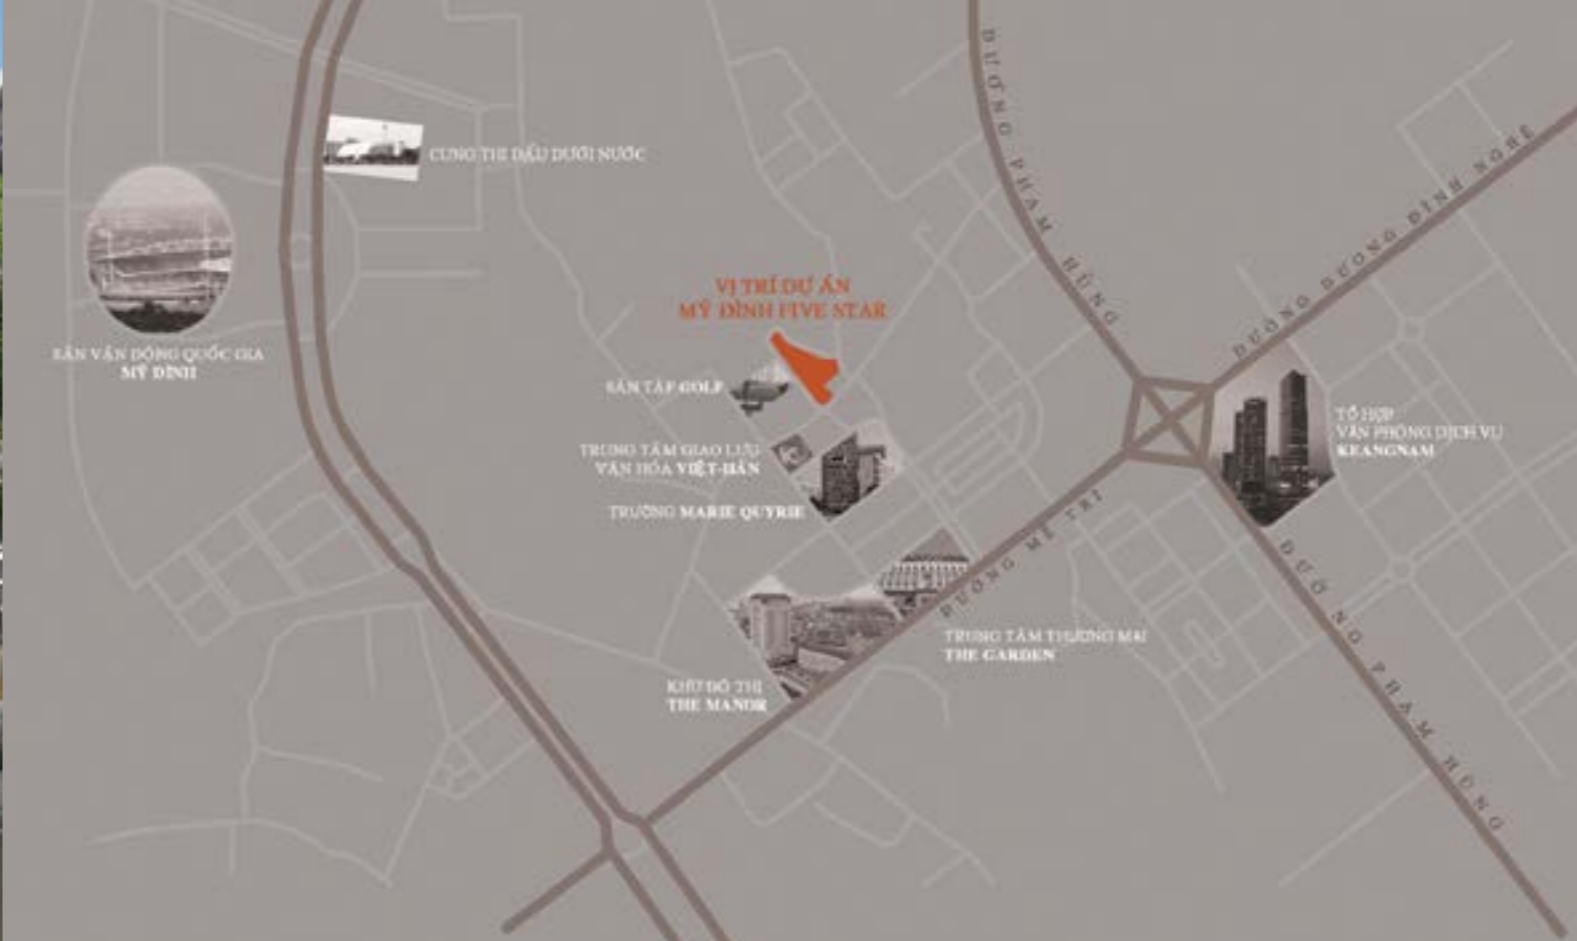 ĐƯỜNG PHẠM HÙNG
CUNG THI ĐẤU DƯỚI NƯỚC
ĐƯỜNG DƯƠNG ĐÌNH NGHỆ
VỊ TRÍ DỰ ÁN
MỸ ĐÌNH FIVE STAR
SÂN VẬN ĐỘNG QUỐC GIA
MỸ ĐÌNH
SÂN TẬP GOLF
TỔ HỢP
VĂN PHÒNG DỊCH VỤ
KEANGNAM
TRUNG TÂM GIAO LƯU
VĂN HÓA VIỆT-HÀN
TRƯỜNG MARIE QUYRIE
ĐƯỜNG MỄ TRÌ
ĐƯỜNG PHẠM HÙNG
TRUNG TÂM THƯƠNG MẠI
THE GARDEN
KHU ĐÔ THỊ
THE MANOR